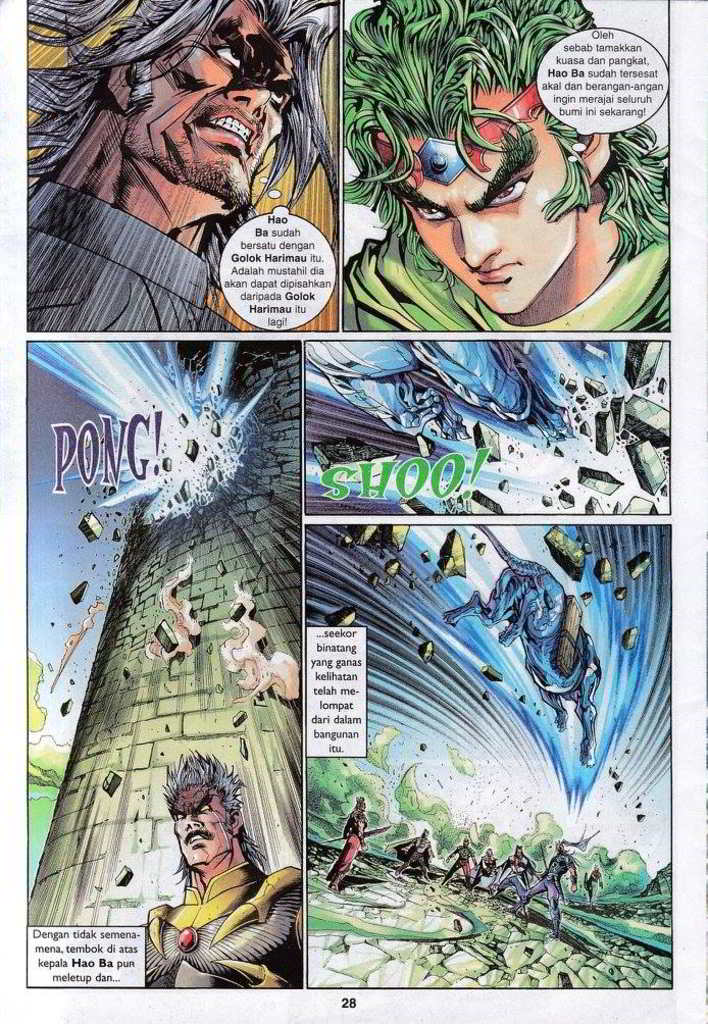 Hao
Ba sudah
bersatu dengan
Golok Harimau itu.
Adalah mustahil dia
akan dapat dipisahkan
daripada Golok
Harimau itu
lagi!
Oleh
sebab tamakkan
kuasa dan pangkat,
Hao Ba sudah tersesat
akal dan berangan-angan
ingin merajai seluruh
bumi ini sekarang!
PONG!
SHOO!
Dengan tidak semena-
mena, tembok di atas
kepala Hao Ba pun
meletup dan...
...seekor
binatang
yang ganas
kelihatan
telah me-
lompat
dari dalam
bangunan
itu.
28